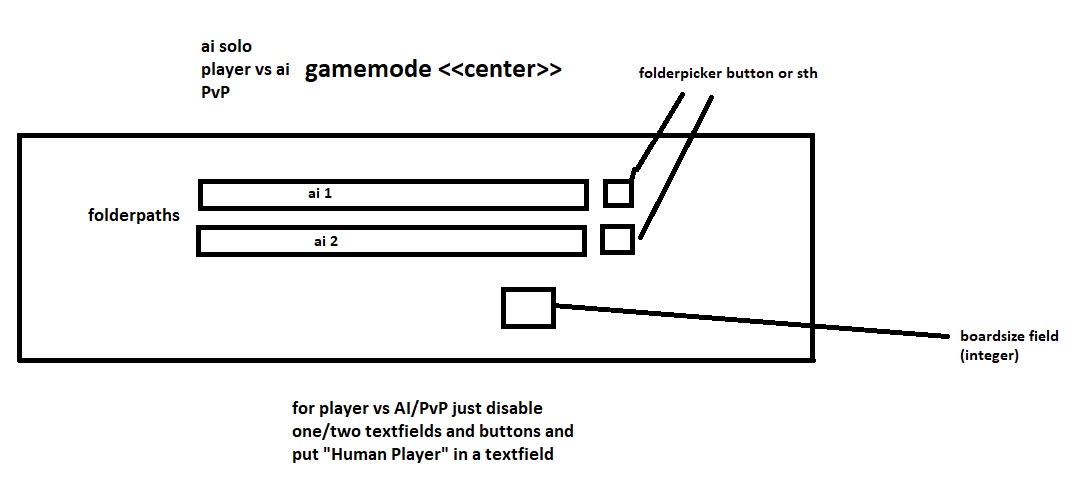 ai solo
player vs ai
PvP
gamemode <<center>>
folderpicker button or sth
ai 1
folderpaths
ai 2
boardsize field
(integer)
for player vs AI/PvP just disable
one/two textfields and buttons and
put "Human Player" in a textfield